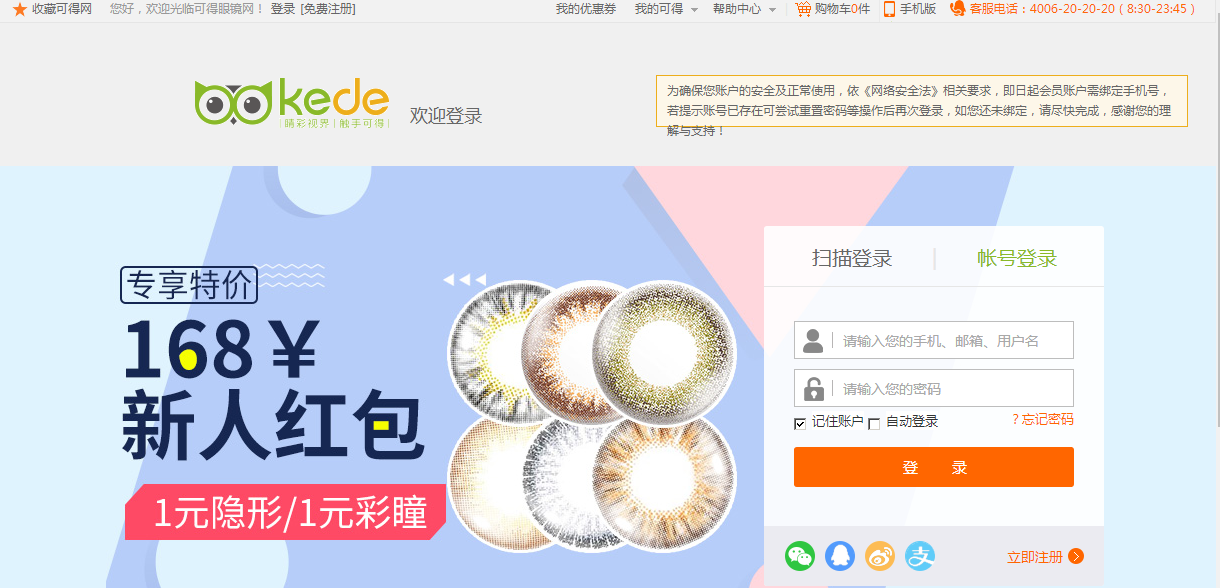 收藏可得网 您好，欢迎光临可得眼镜网！ 登录 [免费注册] 我的优惠券 我的可得 帮助中心 购物车0件 手机版 客服电话：4006-20-20-20 ( 8:30-23:45 )
kede
睛彩视界 触手可得
欢迎登录
为确保您账户的安全及正常使用，依《网络安全法》相关要求，即日起会员账户需绑定手机号，
若提示账号已存在可尝试重置密码等操作后再次登录，如您还未绑定，请尽快完成，感谢您的理
解与支持！
专享特价
168￥
新人红包
1元隐形/1元彩瞳
扫描登录 帐号登录
请输入您的手机、邮箱、用户名
请输入您的密码
记住账户 自动登录 ? 忘记密码
登 录
支
立即注册